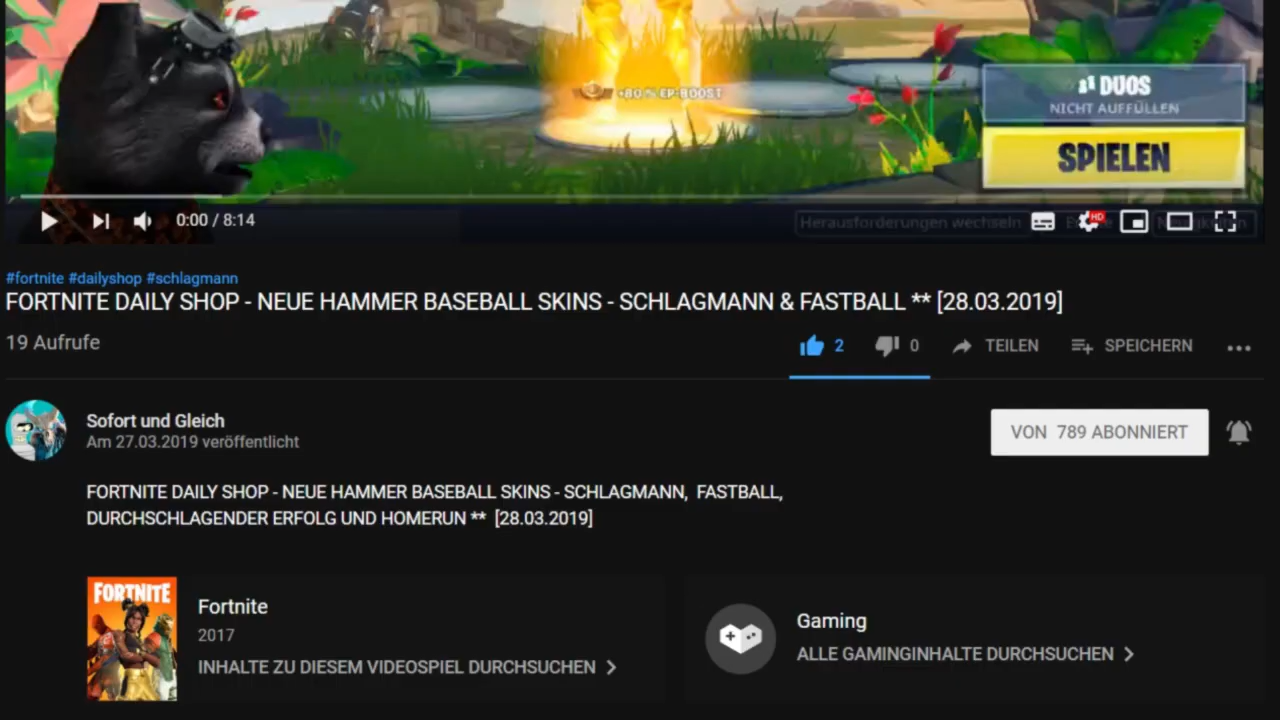 +80 % EP-BOOST
DUOS
NICHT AUFFÜLLEN
SPIELEN
0:00 / 8:14
Herausforderungen wechseln
HD
#fortnite #dailyshop #schlagmann
FORTNITE DAILY SHOP - NEUE HAMMER BASEBALL SKINS - SCHLAGMANN & FASTBALL ** [28.03.2019]
19 Aufrufe
2
0
TEILEN
SPEICHERN
Sofort und Gleich
Am 27.03.2019 veröffentlicht
VON 789 ABONNIERT
FORTNITE DAILY SHOP - NEUE HAMMER BASEBALL SKINS - SCHLAGMANN, FASTBALL,
DURCHSCHLAGENDER ERFOLG UND HOMERUN ** [28.03.2019]
FORTNITE
Fortnite
2017
INHALTE ZU DIESEM VIDEOSPIEL DURCHSUCHEN
Gaming
ALLE GAMINGINHALTE DURCHSUCHEN